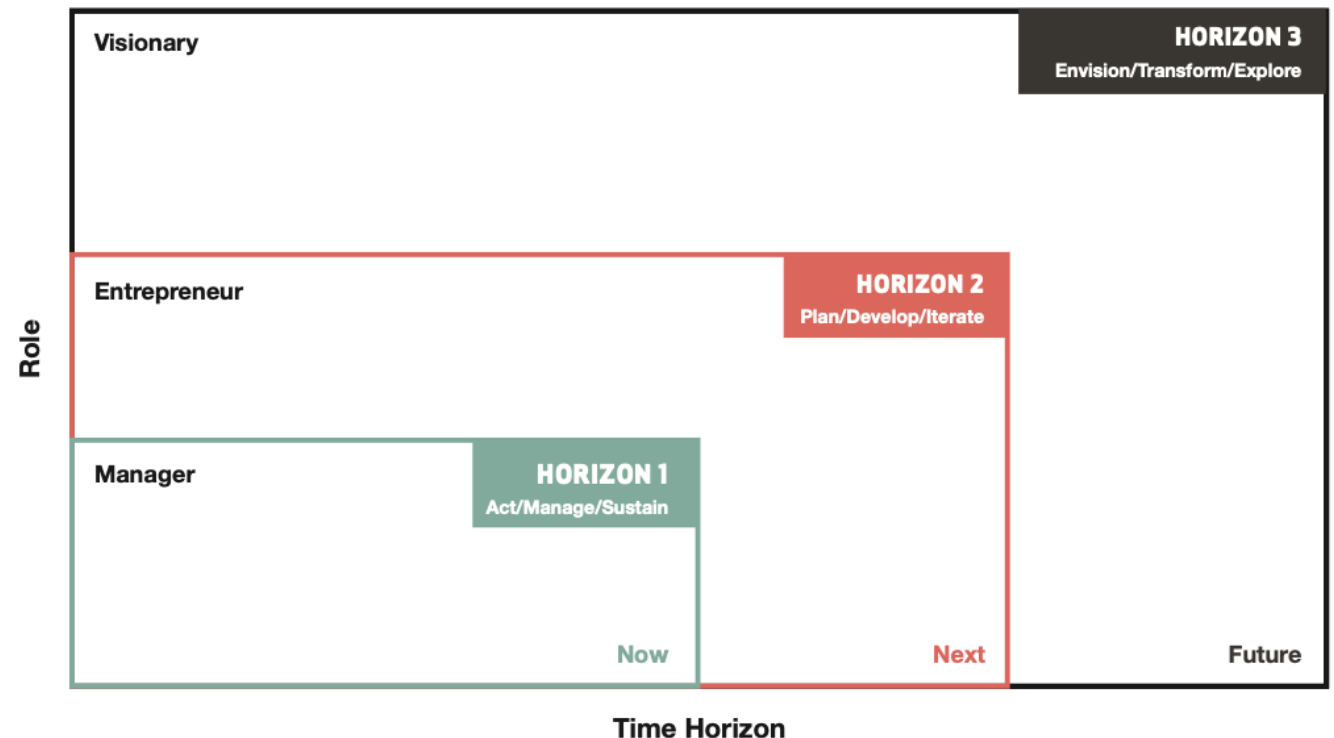 Visionary
HORIZON 3
Envision/Transform/Explore
Entrepreneur
HORIZON 2
Plan/Develop/Iterate
Role
Manager
HORIZON 1
Act/Manage/Sustain
Now
Next
Future
Time Horizon